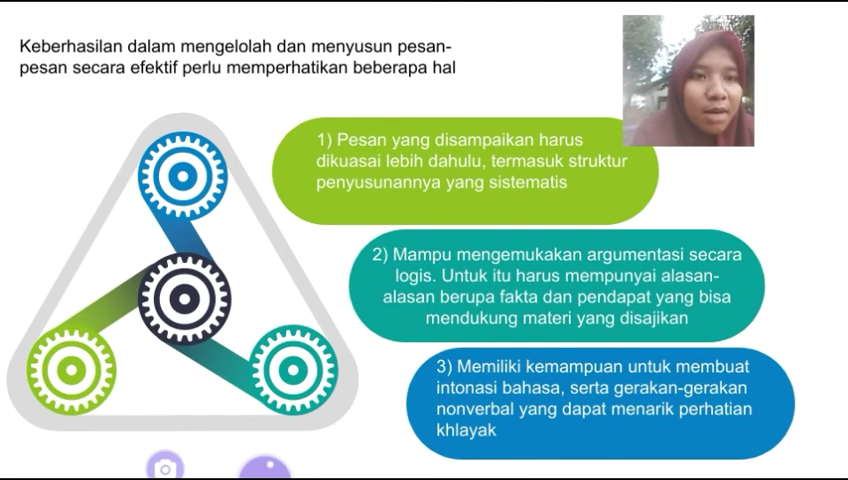 Keberhasilan dalam mengelolah dan menyusun pesan-
pesan secara efektif perlu memperhatikan beberapa hal
1) Pesan yang disampaikan harus
dikuasai lebih dahulu, termasuk struktur
penyusunannya yang sistematis
2) Mampu mengemukakan argumentasi secara
logis. Untuk itu harus mempunyai alasan-
alasan berupa fakta dan pendapat yang bisa
mendukung materi yang disajikan
3) Memiliki kemampuan untuk membuat
intonasi bahasa, serta gerakan-gerakan
nonverbal yang dapat menarik perhatian
khlayak